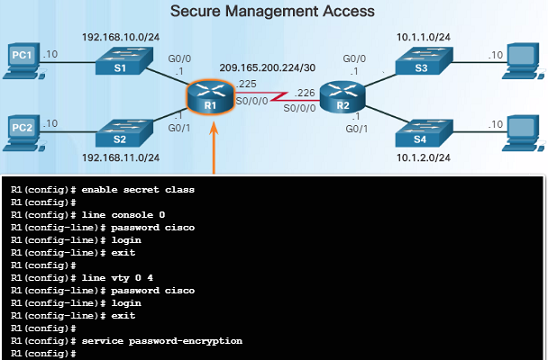 Secure Management Access
192.168.10.0/24
10.1.1.0/24
PC1
.10
S1
G0/0
.1
209.165.200.224/30
G0/0
.1
S3
.10
.225
S0/0/0
R1
.226
S0/0/0
R2
PC2
.10
S2
.1
G0/1
.1
G0/1
S4
.10
192.168.11.0/24
10.1.2.0/24
R1(config)# enable secret class
R1(config)#
R1(config)# line console 0
R1(config-line)# password cisco
R1(config-line)# login
R1(config-line)# exit
R1(config)#
R1(config)# line vty 0 4
R1(config-line)# password cisco
R1(config-line)# login
R1(config-line)# exit
R1(config)#
R1(config)# service password-encryption
R1(config)#